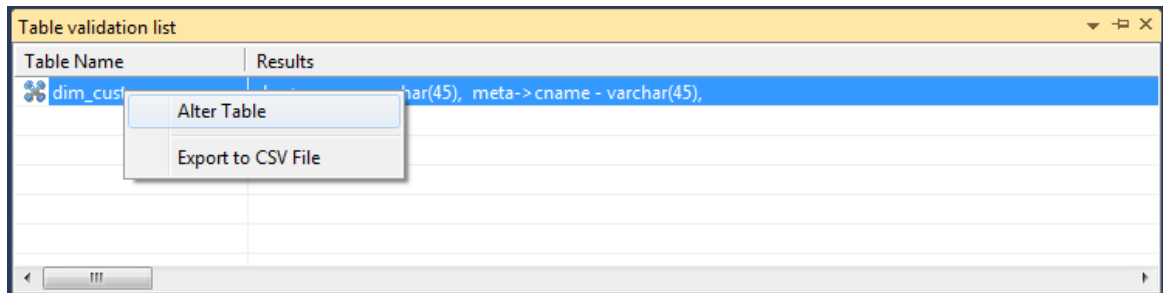 Table validation list
Table Name Results
dim_cust har(45), meta->cname - varchar(45),
Alter Table
Export to CSV File